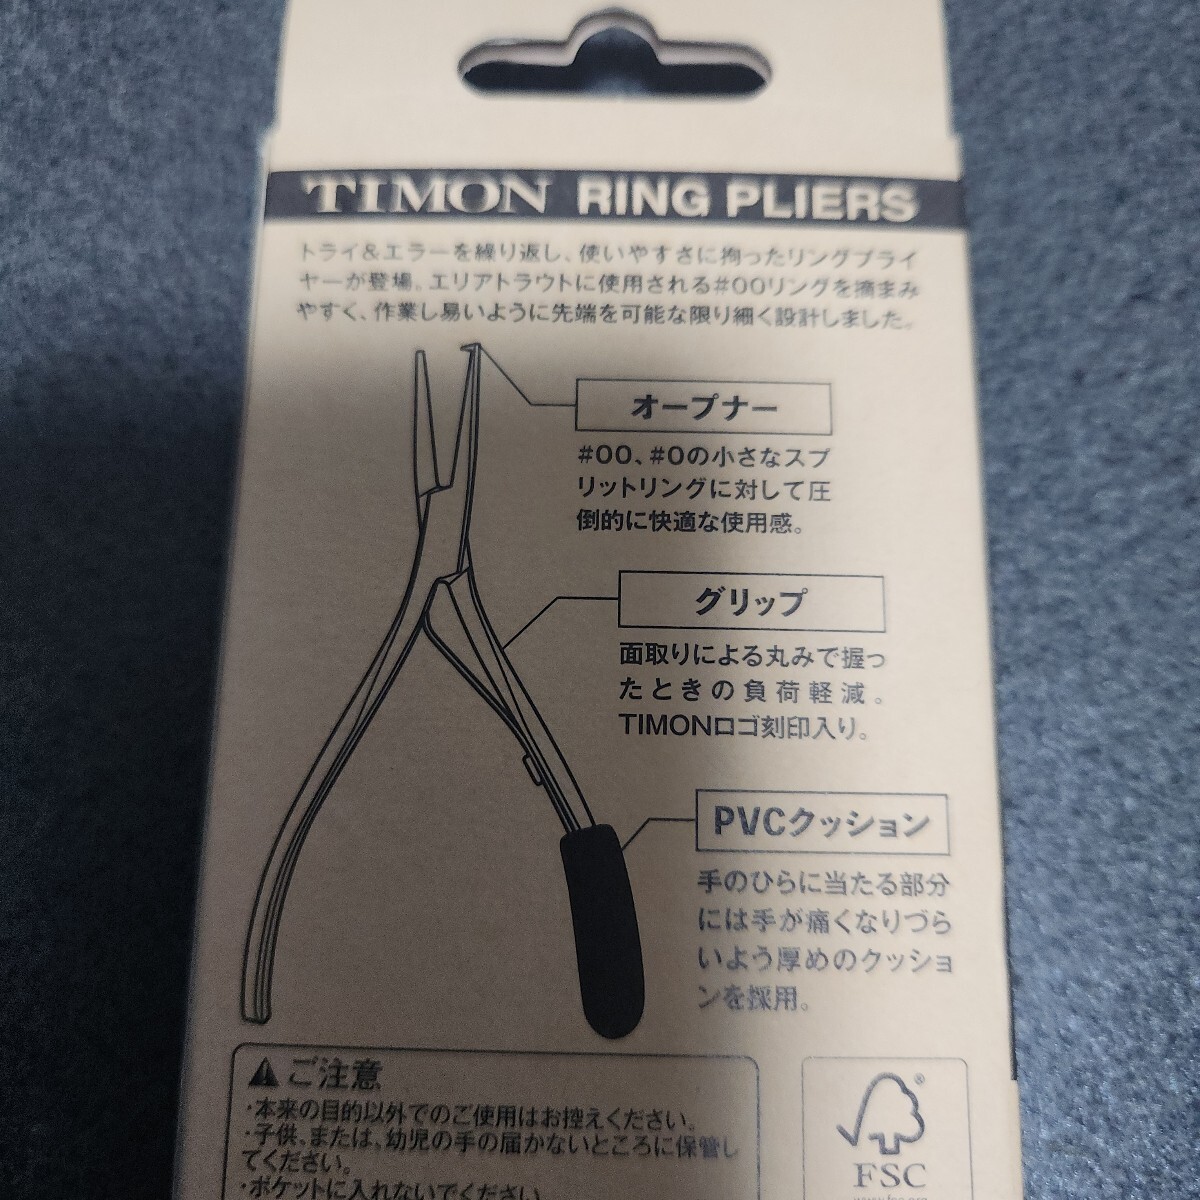 TIMON RING PLIERS
トライ&エラーを繰り返し、使いやすさに拘ったリングプライ
ヤーが登場。エリアトラウトに使用される#00リングを摘まみ
やすく、作業し易いように先端を可能な限り細く設計しました。
オープナー
#00、#0の小さなスプ
リットリングに対して圧
倒的に快適な使用感。
グリップ
面取りによる丸みで握っ
たときの負荷軽減。
TIMONロゴ刻印入り。
PVCクッション
手のひらに当たる部分
には手が痛くなりづら
いよう厚めのクッショ
ンを採用。
ご注意
・本来の目的以外でのご使用はお控えください。
・子供、または、幼児の手の届かないところに保管し
てください。
・ポケットに入れないでください。
®
FSC